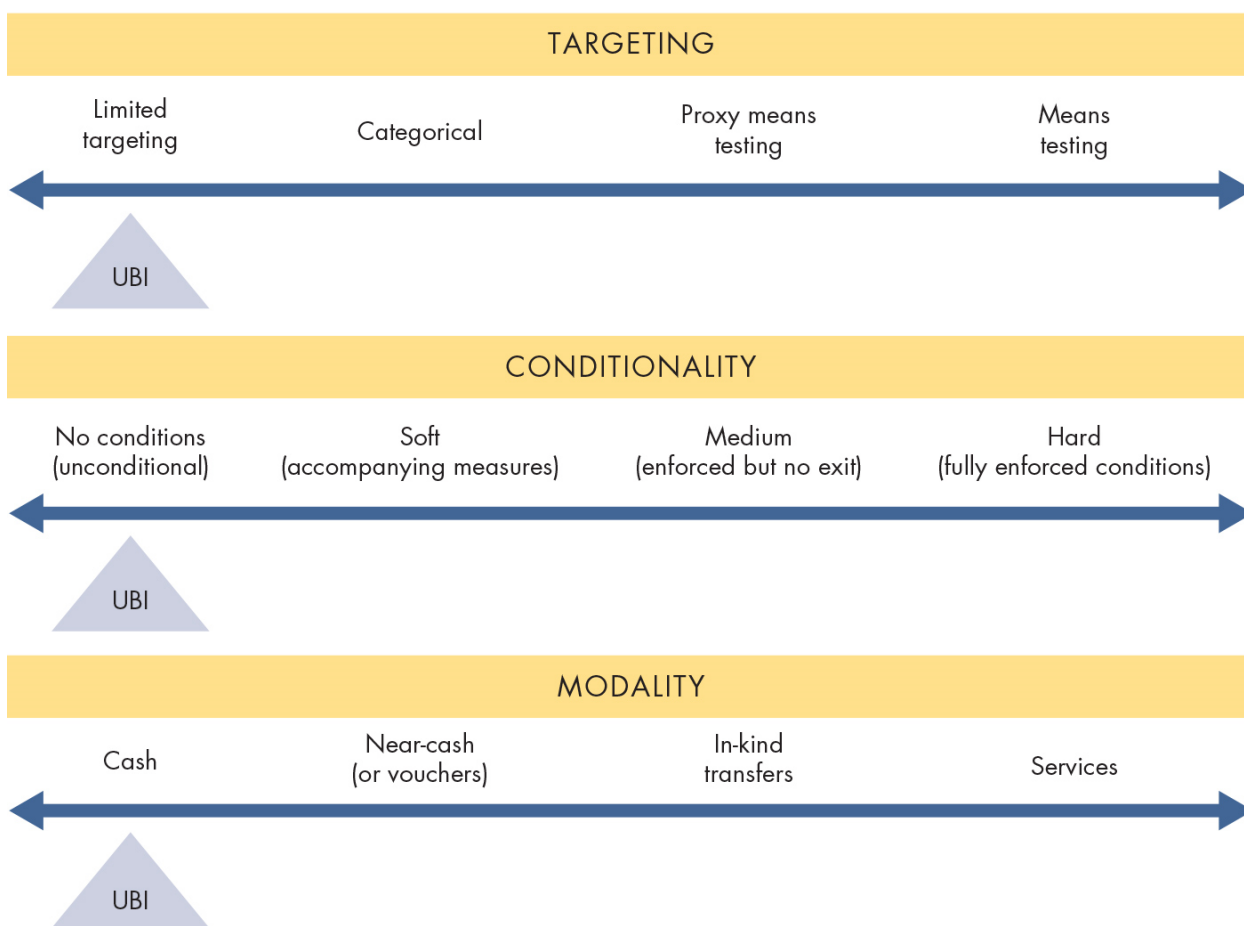 TARGETING
Limited
targeting
Categorical
Proxy means
testing
Means
testing
UBI
CONDITIONALITY
No conditions
(unconditional)
Soft
(accompanying measures)
Medium
(enforced but no exit)
Hard
(fully enforced conditions)
UBI
MODALITY
Cash
Near-cash
(or vouchers)
In-kind
transfers
Services
UBI